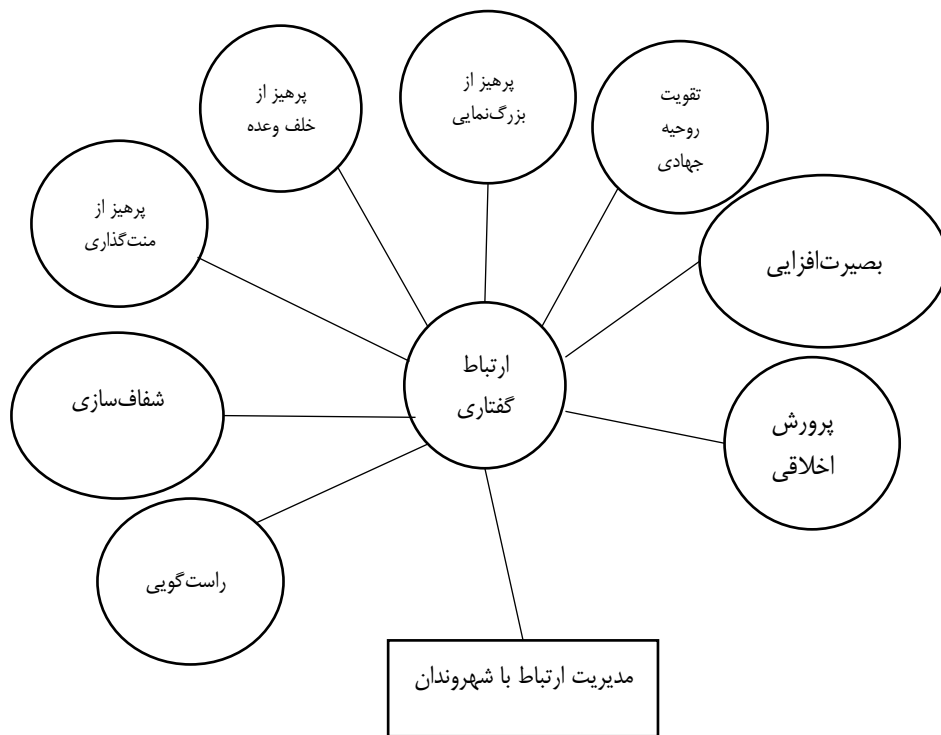 تقویت
روحیه
جهادی
پرهیز از
بزرگ‌نمایی
پرهیز از
خلف وعده
پرهیز از
منت‌گذاری
بصیرت‌افزایی
ارتباط
گفتاری
پرورش
اخلاقی
شفاف‌سازی
راست‌گویی
مدیریت ارتباط با شهروندان